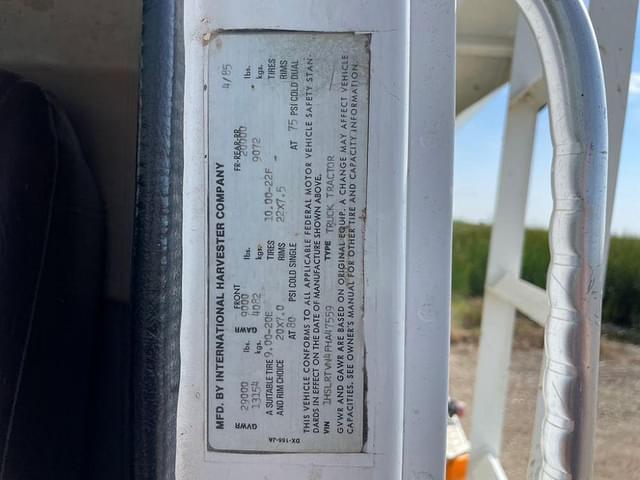 MFD. BY INTERNATIONAL HARVESTER COMPANY 4/85
GVWR 29000 lbs. GAWR FRONT 9000 lbs. FR-REAR-RR 20000 lbs.
13154 kgs. 4082 kgs. 9072 kgs.
A SUITABLE TIRE 9.00-20E TIRES 10.00-22F TIRES
AND RIM CHOICE 20X7.0 RIMS 22X7.5 RIMS
AT 80 PSI COLD SINGLE AT 75 PSI COLD DUAL
THIS VEHICLE CONFORMS TO ALL APPLICABLE FEDERAL MOTOR VEHICLE SAFETY STAN-
DARDS IN EFFECT ON THE DATE OF MANUFACTURE SHOWN ABOVE.
VIN 1HSLRTVN4FHA47559 TYPE TRUCK TRACTOR
GVWR AND GAWR ARE BASED ON ORIGINAL EQUIP. A CHANGE MAY AFFECT VEHICLE
CAPACITIES. SEE OWNER'S MANUAL FOR OTHER TIRE AND CAPACITY INFORMATION.
DX-166-JA